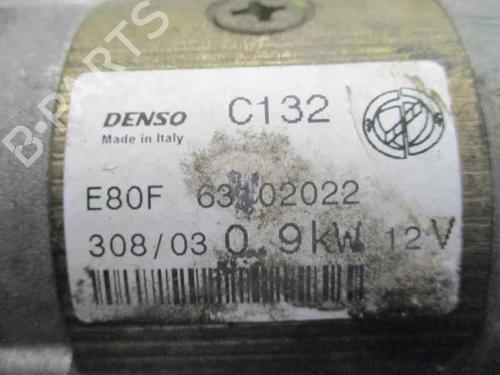 B-PARTS
DENSO C132
Made in Italy
E80F 63102022
308/03 0.9kW 12V